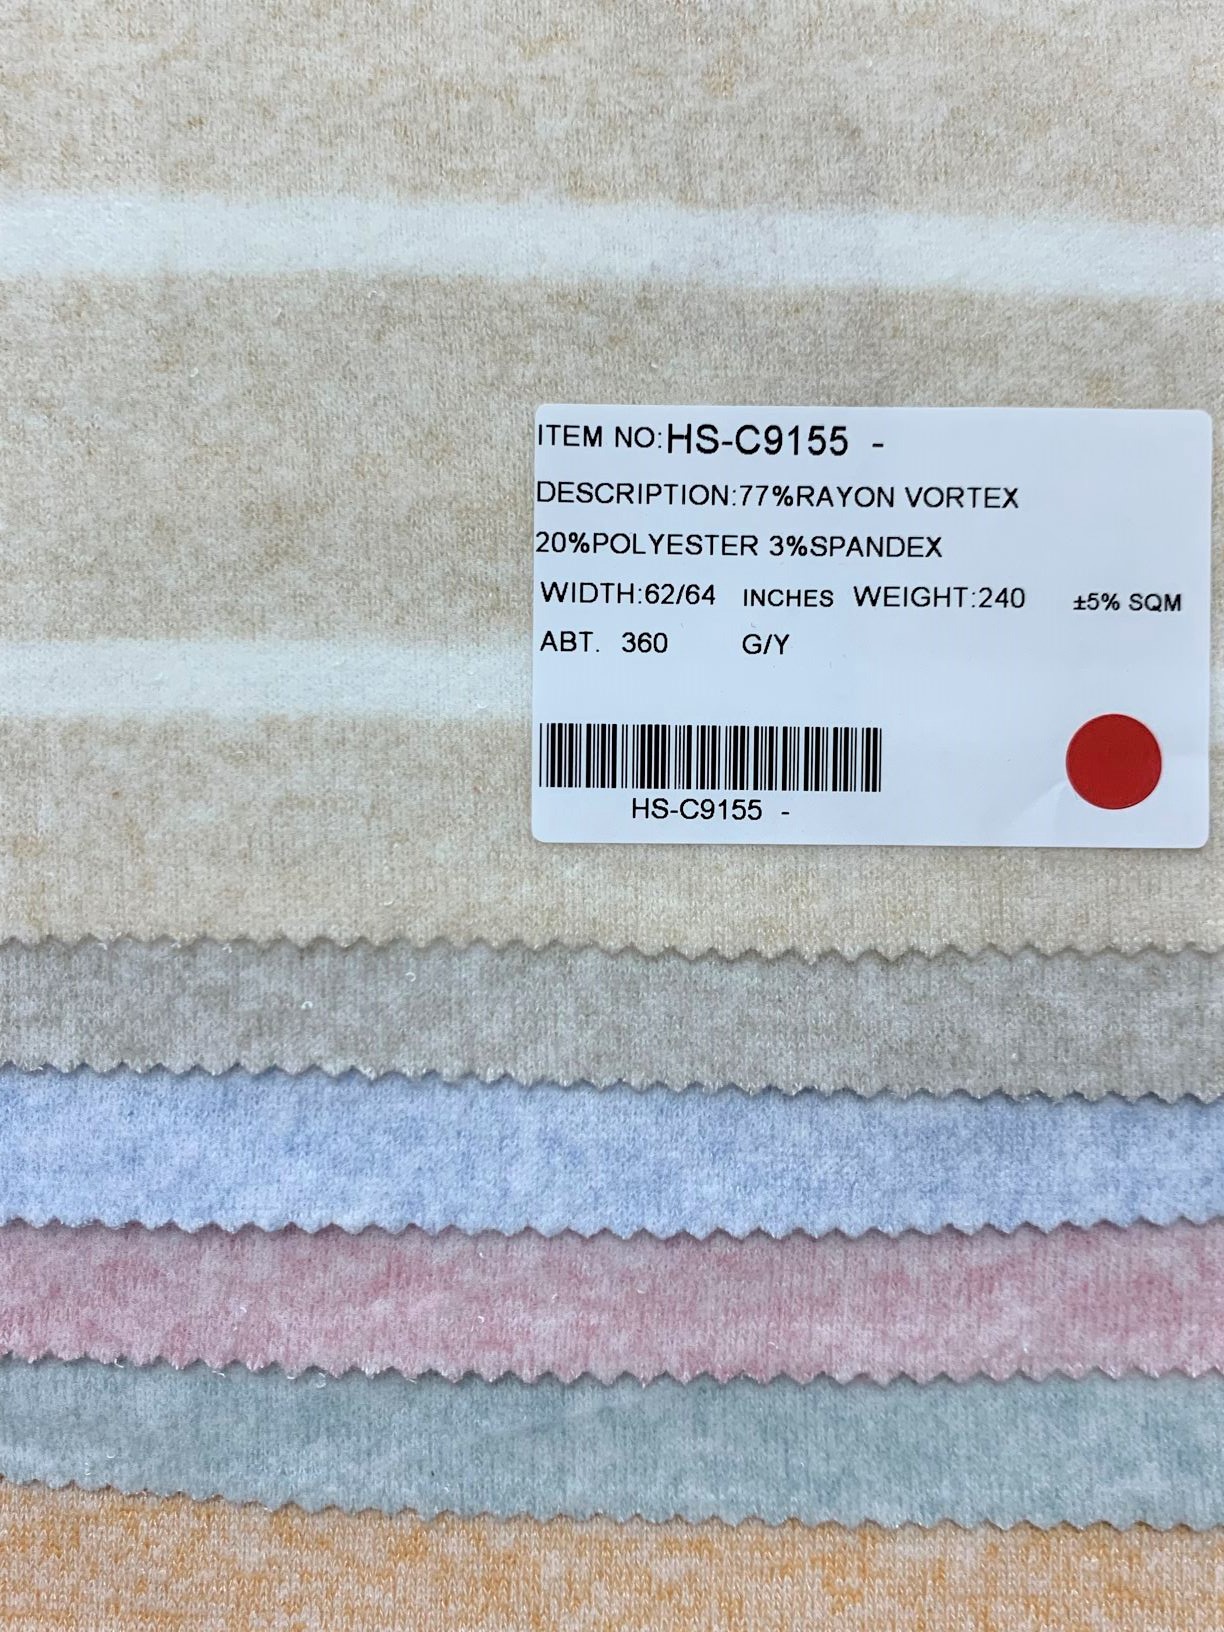 ITEM NO:HS-C9155 -
DESCRIPTION:77%RAYON VORTEX
20%POLYESTER 3%SPANDEX
WIDTH:62/64 INCHES WEIGHT:240 ±5% SQM
ABT. 360 G/Y
HS-C9155 -